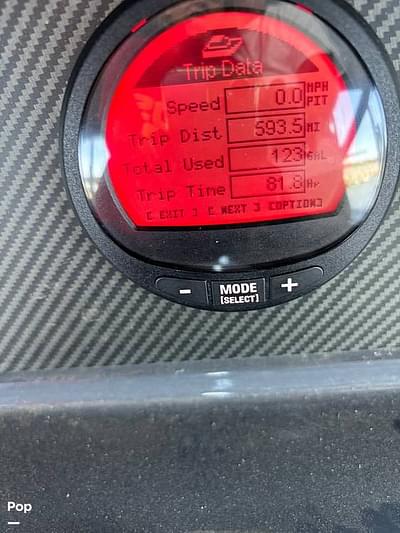 Trip Data
Speed 0.0 MPH PIT
Trip Dist 593.5 MI
Total Used 123 GAL
Trip Time 81.8 Hr
[ EXIT ] [ NEXT ] [OPTION]
- MODE +
[SELECT]
Pop